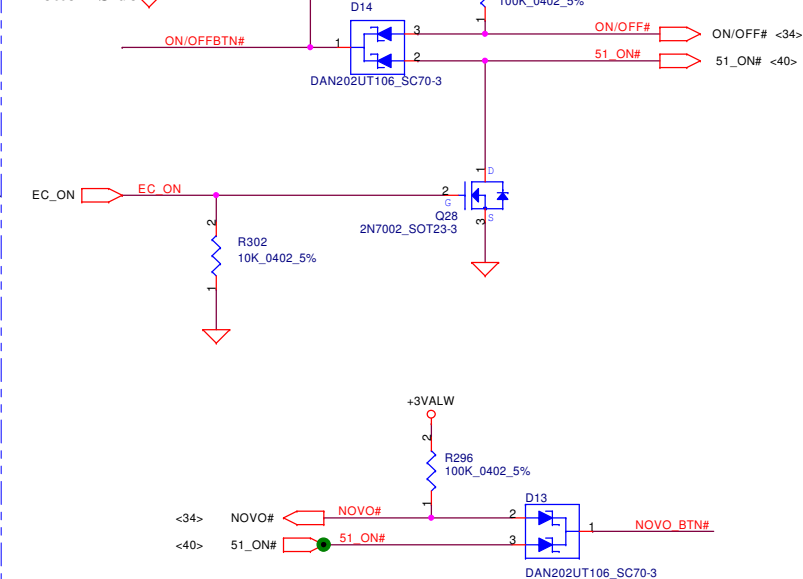 D14
100K_0402_5%
1
ON/OFFBTN#
1
3
2
ON/OFF#
ON/OFF# <34>
51_ON#
51_ON# <40>
DAN202UT106_SC70-3
EC_ON
EC_ON
2
G
1
D
3
S
Q28
2N7002_SOT23-3
2
R302
10K_0402_5%
1
+3VALW
2
R296
100K_0402_5%
1
<34> NOVO#
NOVO#
2
D13
1
NOVO_BTN#
<40> 51_ON#
51_ON#
3
DAN202UT106_SC70-3